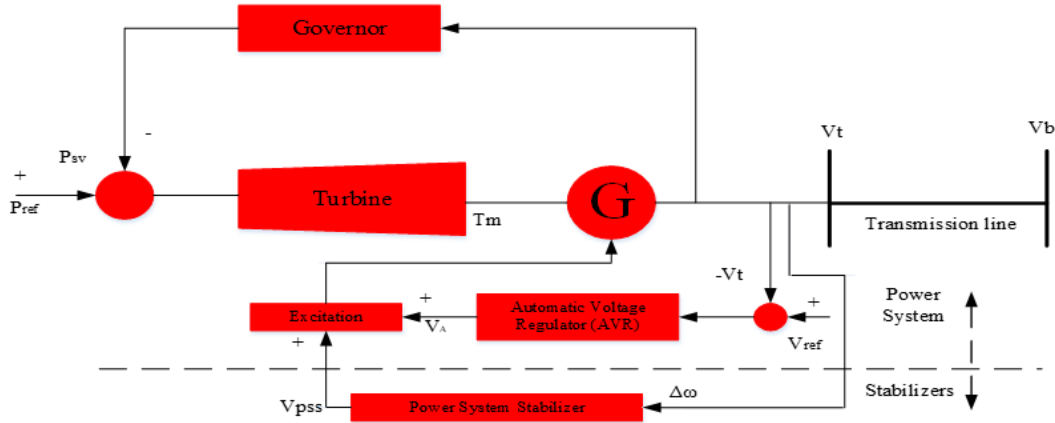 Governor
-
Psv
+
Pref
Turbine
Tm
G
Vt
Vb
Transmission line
-Vt
+
Vref
Automatic Voltage
Regulator (AVR)
+
VA
Excitation
+
Power
System
Stabilizers
Vpss
Power System Stabilizer
Δω